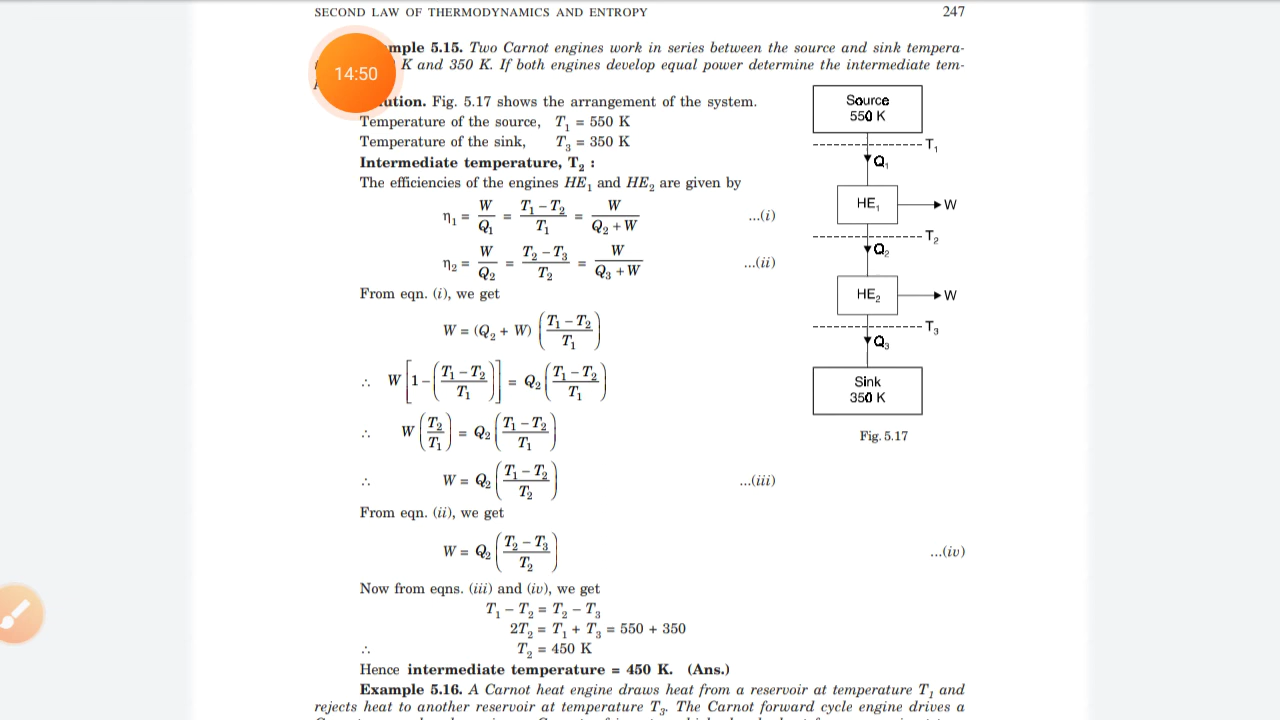 SECOND LAW OF THERMODYNAMICS AND ENTROPY 247
mple 5.15. Two Carnot engines work in series between the source and sink tempera-
K and 350 K. If both engines develop equal power determine the intermediate tem-
14:50
ution. Fig. 5.17 shows the arrangement of the system.
Temperature of the source, T₁ = 550 K
Temperature of the sink, T₃ = 350 K
Intermediate temperature, T₂ :
The efficiencies of the engines HE₁ and HE₂ are given by
η₁ = W/Q₁ = (T₁ – T₂)/T₁ = W/(Q₂ + W) ...(i)
η₂ = W/Q₂ = (T₂ – T₃)/T₂ = W/(Q₃ + W) ...(ii)
From eqn. (i), we get
W = (Q₂ + W) ((T₁ – T₂)/T₁)
∴ W [1 – ((T₁ – T₂)/T₁)] = Q₂ ((T₁ – T₂)/T₁)
∴ W (T₂/T₁) = Q₂ ((T₁ – T₂)/T₁)
∴ W = Q₂ ((T₁ – T₂)/T₂) ...(iii)
From eqn. (ii), we get
W = Q₂ ((T₂ – T₃)/T₂) ...(iv)
Now from eqns. (iii) and (iv), we get
T₁ – T₂ = T₂ – T₃
2T₂ = T₁ + T₃ = 550 + 350
∴ T₂ = 450 K
Hence intermediate temperature = 450 K. (Ans.)
Source
550 K
T₁
Q₁
HE₁ W
T₂
Q₂
HE₂ W
T₃
Q₃
Sink
350 K
Fig. 5.17
Example 5.16. A Carnot heat engine draws heat from a reservoir at temperature T₁ and
rejects heat to another reservoir at temperature T₃. The Carnot forward cycle engine drives a